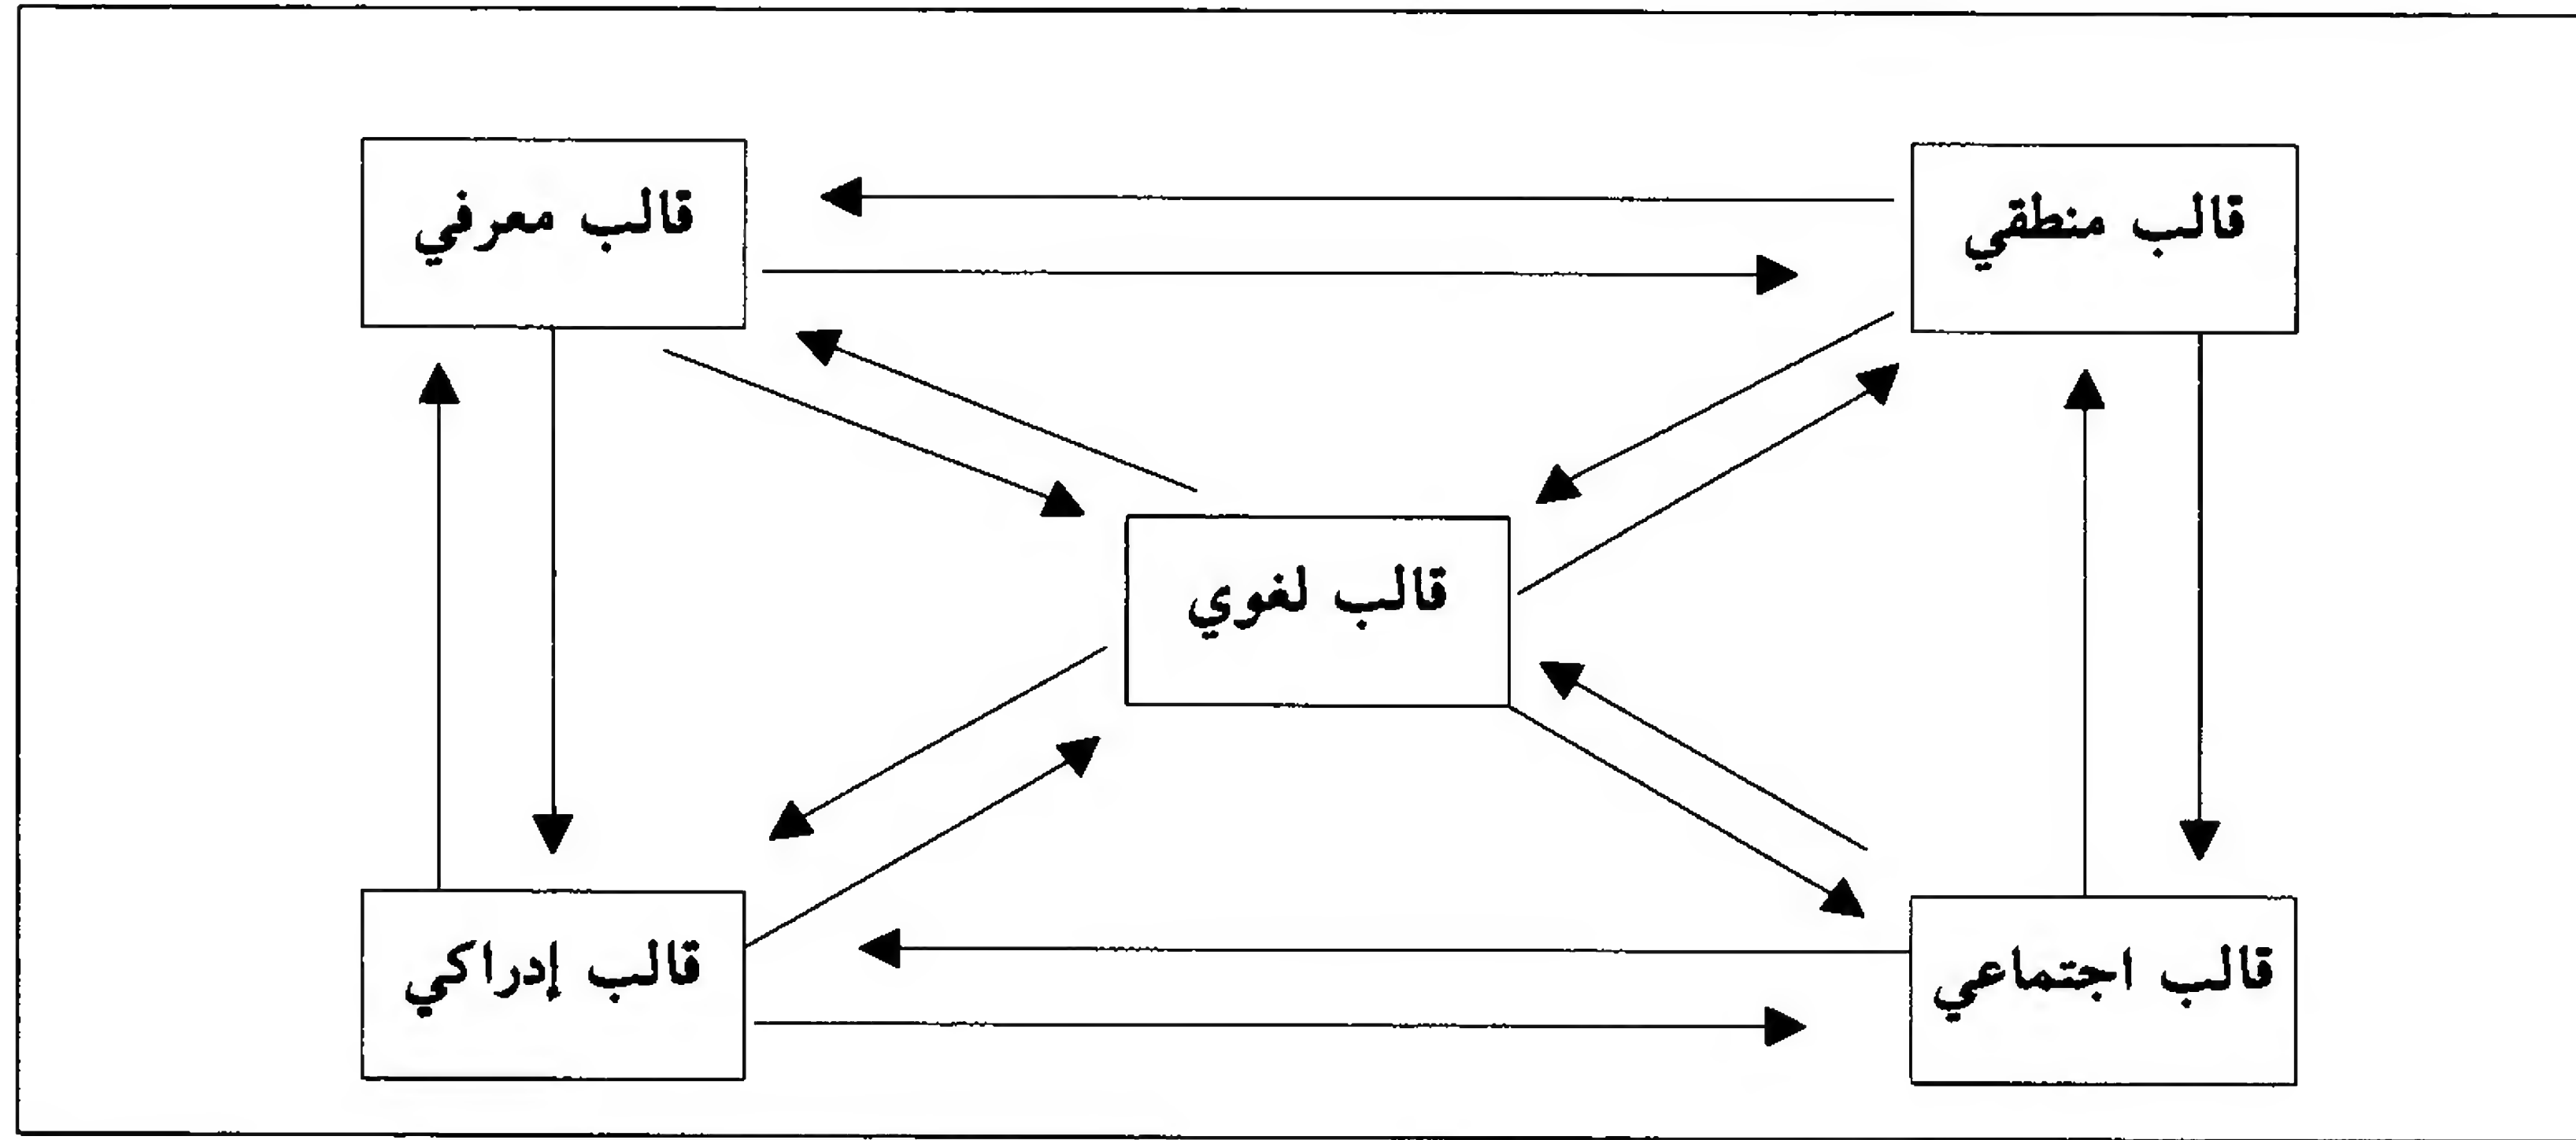 قالب منطقي
قالب معرفي
قالب لغوي
قالب اجتماعي
قالب إدراكي